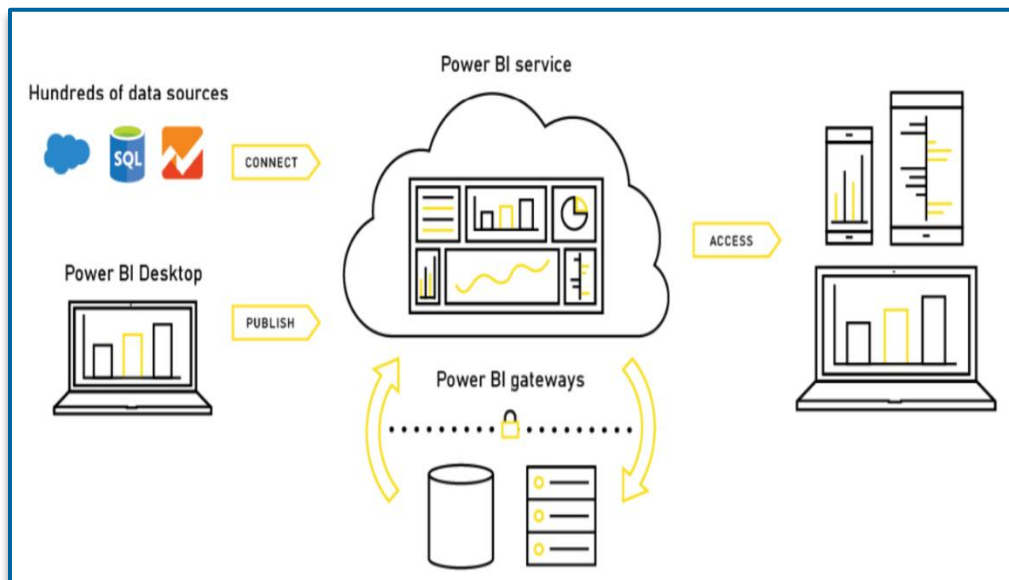 Power BI service
Hundreds of data sources
SQL
CONNECT
ACCESS
Power BI Desktop
PUBLISH
Power BI gateways